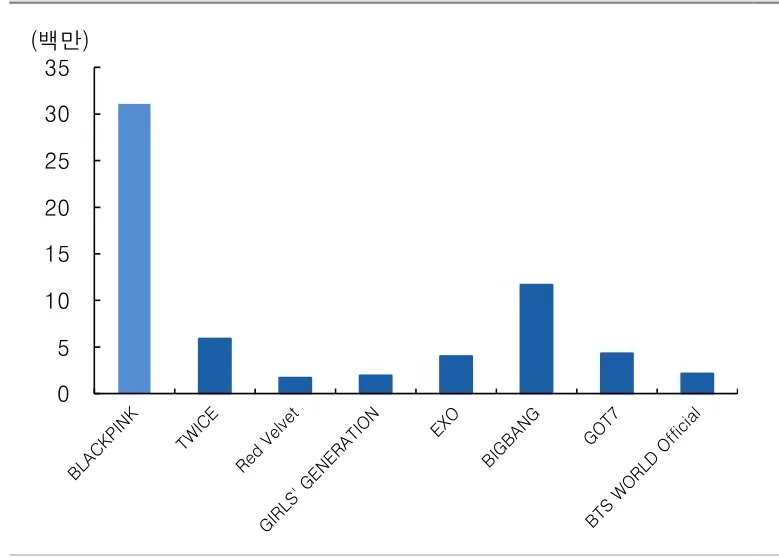 (백만)
35
30
25
20
15
10
5
0
BLACKPINK
TWICE
Red Velvet
GIRLS' GENERATION
EXO
BIGBANG
GOT7
BTS WORLD Official